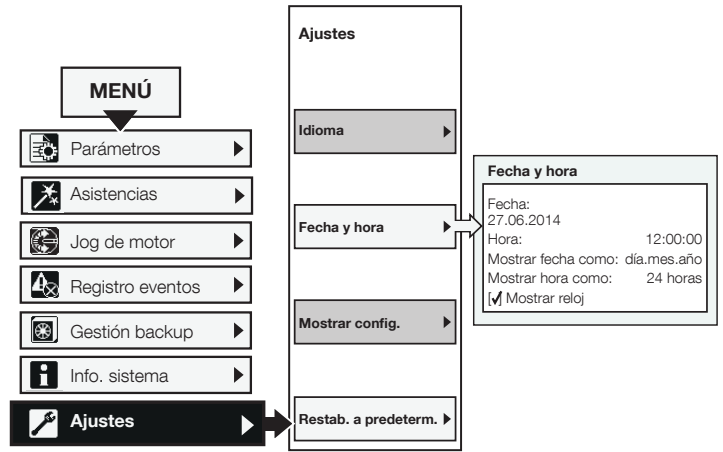 MENÚ
Parámetros
Asistencias
Jog de motor
Registro eventos
Gestión backup
Info. sistema
Ajustes
Ajustes
Idioma
Fecha y hora
Mostrar config.
Restab. a predeterm.
Fecha y hora
Fecha:
27.06.2014
Hora: 12:00:00
Mostrar fecha como: día.mes.año
Mostrar hora como: 24 horas
[✓] Mostrar reloj